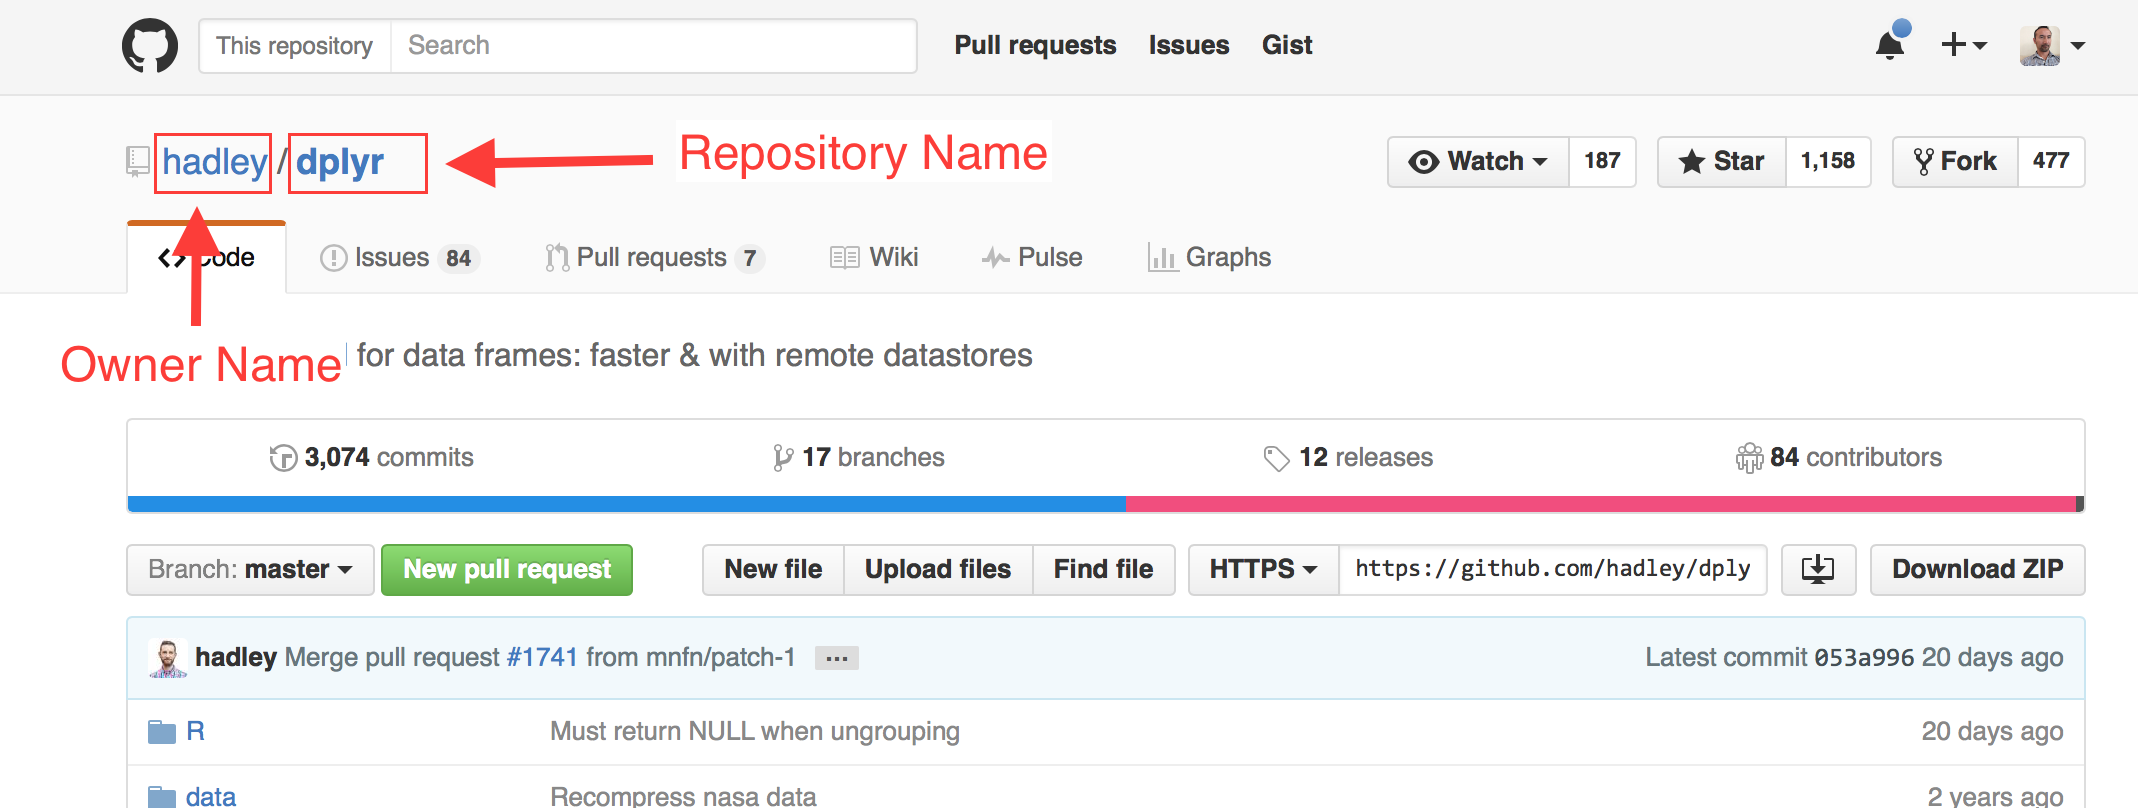 This repository Search Pull requests Issues Gist
hadley / dplyr Repository Name Watch 187 Star 1,158 Fork 477
Code Issues 84 Pull requests 7 Wiki Pulse Graphs
Owner Name for data frames: faster & with remote datastores
3,074 commits 17 branches 12 releases 84 contributors
Branch: master New pull request New file Upload files Find file HTTPS https://github.com/hadley/dply Download ZIP
hadley Merge pull request #1741 from mnfn/patch-1 ... Latest commit 053a996 20 days ago
R Must return NULL when ungrouping 20 days ago
data Recompress nasa data 2 years ago